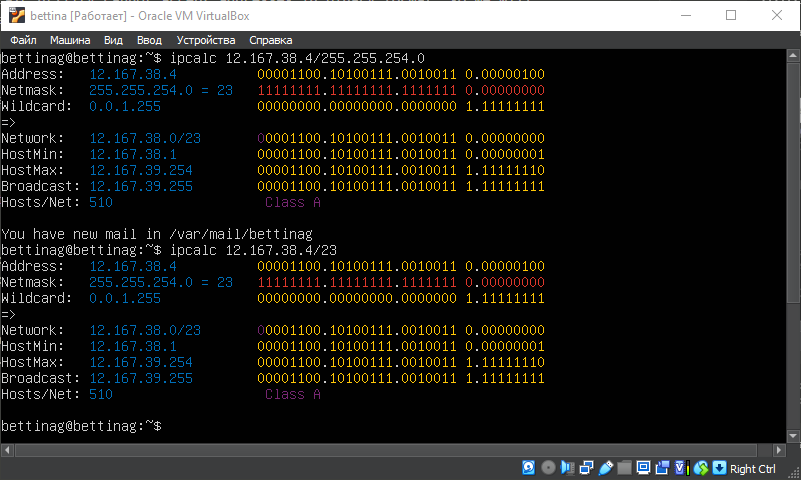 bettina [Работает] - Oracle VM VirtualBox
Файл Машина Вид Ввод Устройства Справка
bettinag@bettinag:~$ ipcalc 12.167.38.4/255.255.254.0
Address:   12.167.38.4          00001100.10100111.0010011 0.00000100
Netmask:   255.255.254.0 = 23   11111111.11111111.1111111 0.00000000
Wildcard:  0.0.1.255            00000000.00000000.0000000 1.11111111
=>
Network:   12.167.38.0/23       00001100.10100111.0010011 0.00000000
HostMin:   12.167.38.1          00001100.10100111.0010011 0.00000001
HostMax:   12.167.39.254        00001100.10100111.0010011 1.11111110
Broadcast: 12.167.39.255        00001100.10100111.0010011 1.11111111
Hosts/Net: 510                   Class A
You have new mail in /var/mail/bettinag
bettinag@bettinag:~$ ipcalc 12.167.38.4/23
Address:   12.167.38.4          00001100.10100111.0010011 0.00000100
Netmask:   255.255.254.0 = 23   11111111.11111111.1111111 0.00000000
Wildcard:  0.0.1.255            00000000.00000000.0000000 1.11111111
=>
Network:   12.167.38.0/23       00001100.10100111.0010011 0.00000000
HostMin:   12.167.38.1          00001100.10100111.0010011 0.00000001
HostMax:   12.167.39.254        00001100.10100111.0010011 1.11111110
Broadcast: 12.167.39.255        00001100.10100111.0010011 1.11111111
Hosts/Net: 510                   Class A
bettinag@bettinag:~$
Right Ctrl